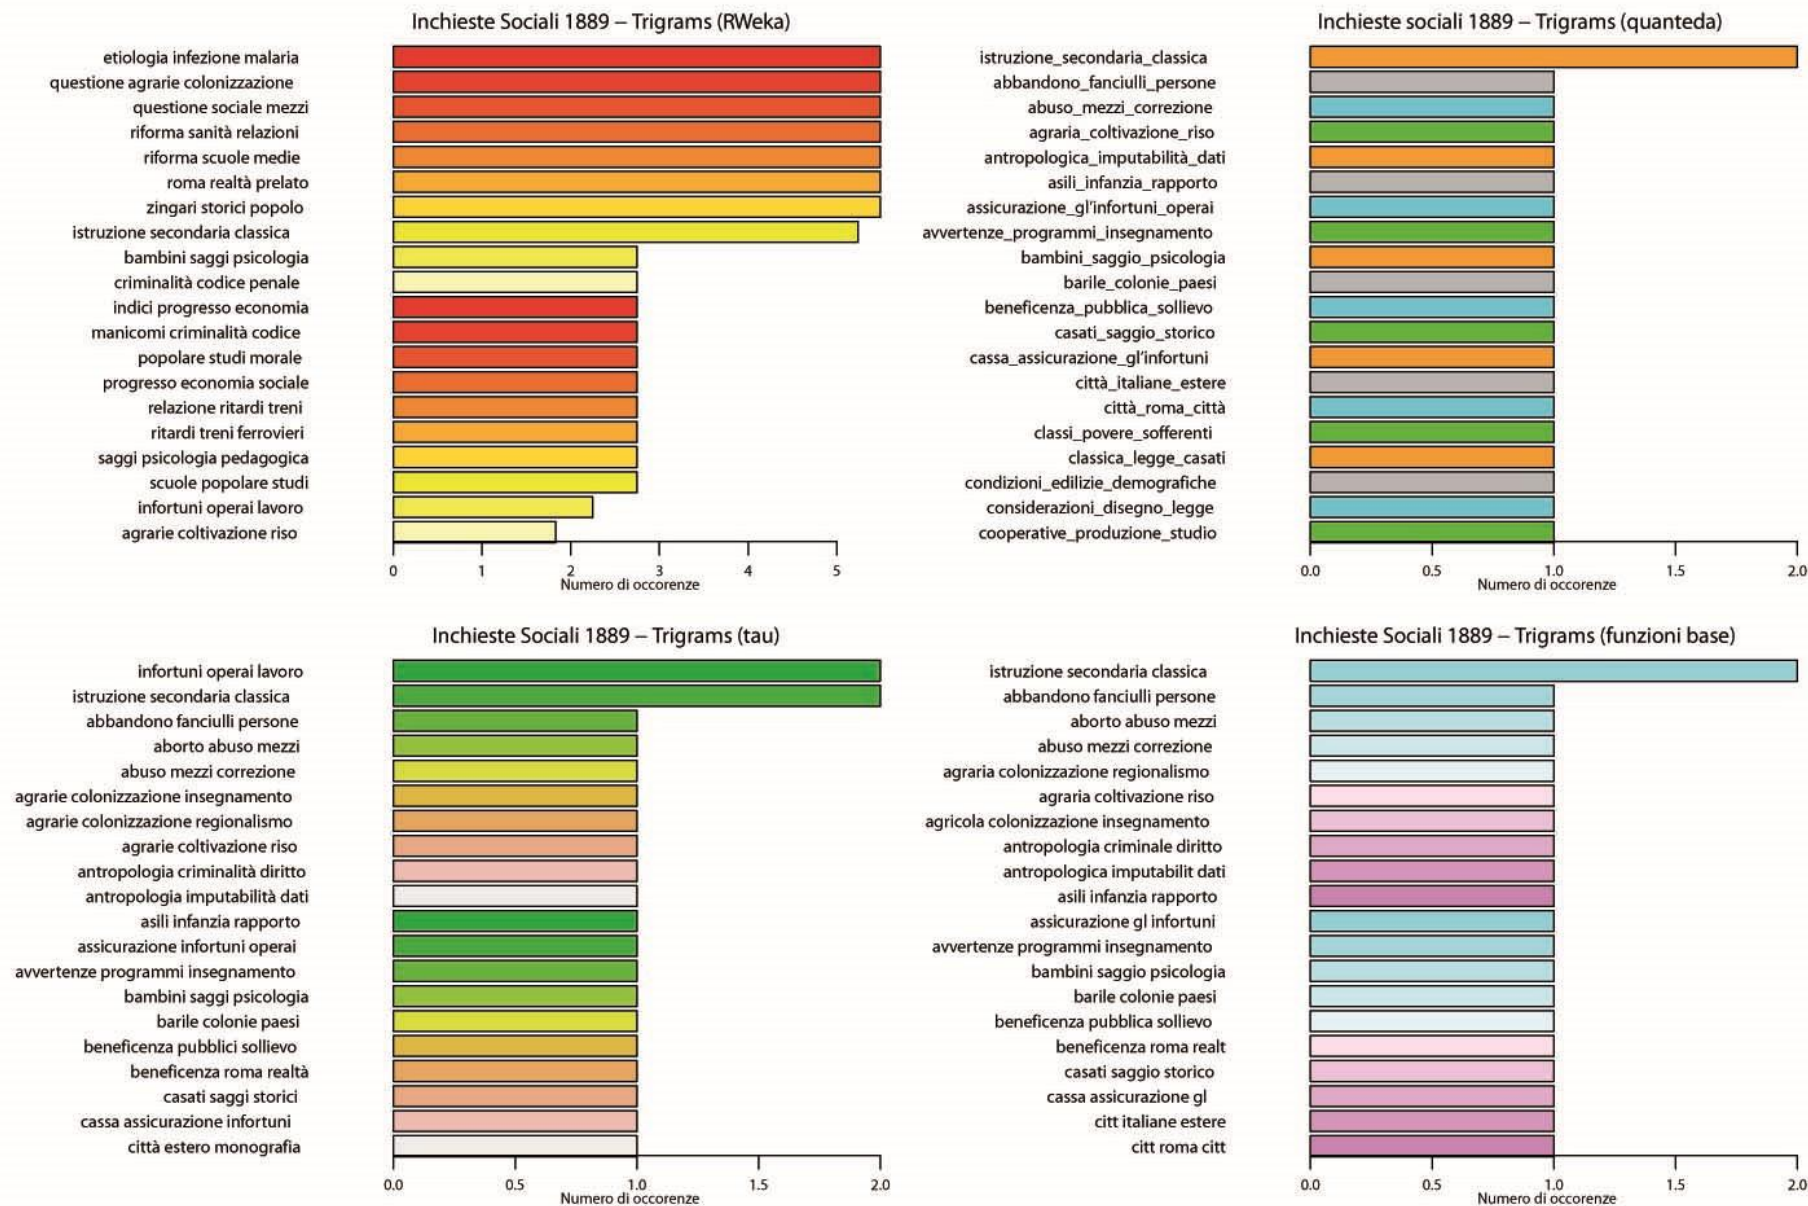 Inchieste Sociali 1889 – Trigrams (RWeka)
etiologia infezione malaria
questione agrarie colonizzazione
questione sociale mezzi
riforma sanità relazioni
riforma scuole medie
roma realtà prelato
zingari storici popolo
istruzione secondaria classica
bambini saggi psicologia
criminalità codice penale
indici progresso economia
manicomi criminalità codice
popolare studi morale
progresso economia sociale
relazione ritardi treni
ritardi treni ferrovieri
saggi psicologia pedagogica
scuole popolare studi
infortuni operai lavoro
agrarie coltivazione riso
0 1 2 3 4 5
Numero di occorenze
Inchieste sociali 1889 – Trigrams (quanteda)
istruzione_secondaria_classica
abbandono_fanciulli_persone
abuso_mezzi_correzione
agraria_coltivazione_riso
antropologica_imputabilità_dati
asili_infanzia_rapporto
assicurazione_gl'infortuni_operai
avvertenze_programmi_insegnamento
bambini_saggio_psicologia
barile_colonie_paesi
beneficenza_pubblica_sollievo
casati_saggio_storico
cassa_assicurazione_gl'infortuni
città_italiane_estere
città_roma_città
classi_povere_sofferenti
classica_legge_casati
condizioni_edilizie_demografiche
considerazioni_disegno_legge
cooperative_produzione_studio
0.0 0.5 1.0 1.5 2.0
Numero di occorenze
Inchieste Sociali 1889 – Trigrams (tau)
infortuni operai lavoro
istruzione secondaria classica
abbandono fanciulli persone
aborto abuso mezzi
abuso mezzi correzione
agrarie colonizzazione insegnamento
agrarie colonizzazione regionalismo
agrarie coltivazione riso
antropologia criminalità diritto
antropologia imputabilità dati
asili infanzia rapporto
assicurazione infortuni operai
avvertenze programmi insegnamento
bambini saggi psicologia
barile colonie paesi
beneficenza pubblici sollievo
beneficenza roma realtà
casati saggi storici
cassa assicurazione infortuni
città estero monografia
0.0 0.5 1.0 1.5 2.0
Numero di occorenze
Inchieste Sociali 1889 – Trigrams (funzioni base)
istruzione secondaria classica
abbandono fanciulli persone
aborto abuso mezzi
abuso mezzi correzione
agraria colonizzazione regionalismo
agraria coltivazione riso
agricola colonizzazione insegnamento
antropologia criminale diritto
antropologica imputabilit dati
asili infanzia rapporto
assicurazione gl infortuni
avvertenze programmi insegnamento
bambini saggio psicologia
barile colonie paesi
beneficenza pubblica sollievo
beneficenza roma realt
casati saggio storico
cassa assicurazione gl
citt italiane estere
citt roma citt
0.0 0.5 1.0 1.5 2.0
Numero di occorenze